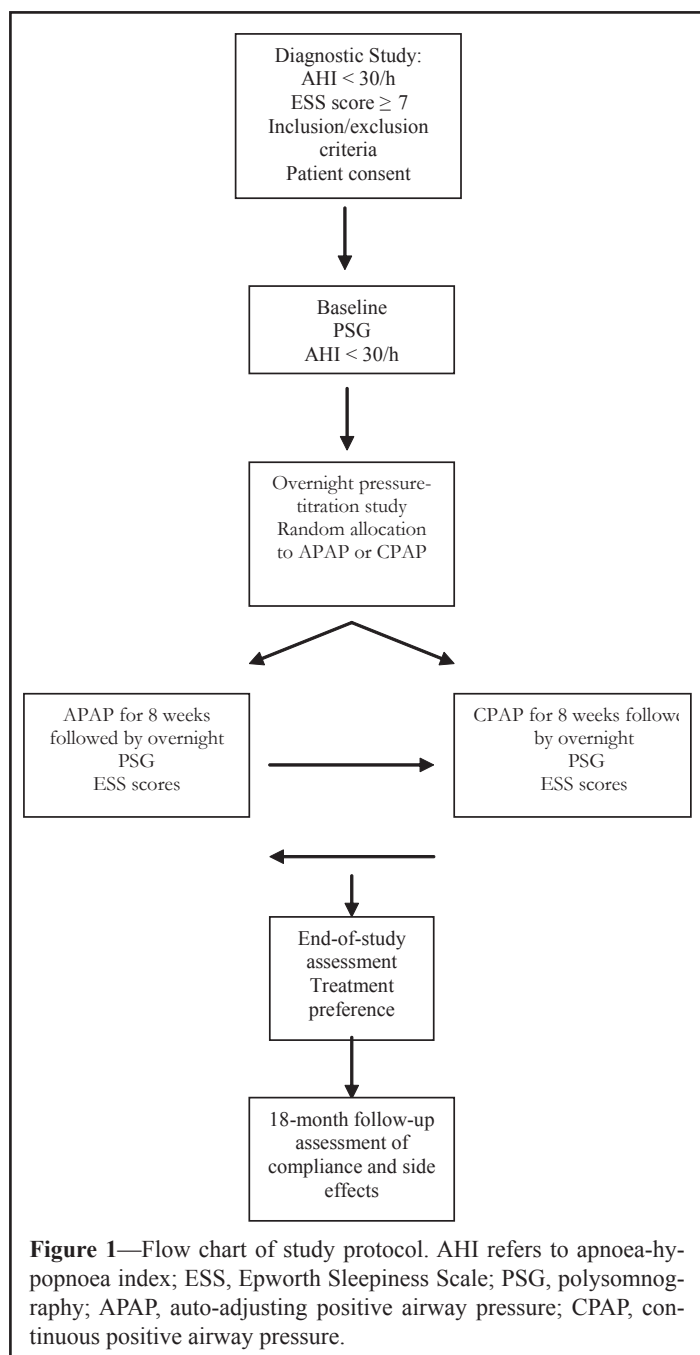 Diagnostic Study:
AHI < 30/h
ESS score ≥ 7
Inclusion/exclusion
criteria
Patient consent
Baseline
PSG
AHI < 30/h
Overnight pressure-
titration study
Random allocation
to APAP or CPAP
APAP for 8 weeks
followed by overnight
PSG
ESS scores
CPAP for 8 weeks follow
by overnight
PSG
ESS scores
End-of-study
assessment
Treatment
preference
18-month follow-up
assessment of
compliance and side
effects
Figure 1—Flow chart of study protocol. AHI refers to apnoea-hy-
popnoea index; ESS, Epworth Sleepiness Scale; PSG, polysomnog-
raphy; APAP, auto-adjusting positive airway pressure; CPAP, con-
tinuous positive airway pressure.